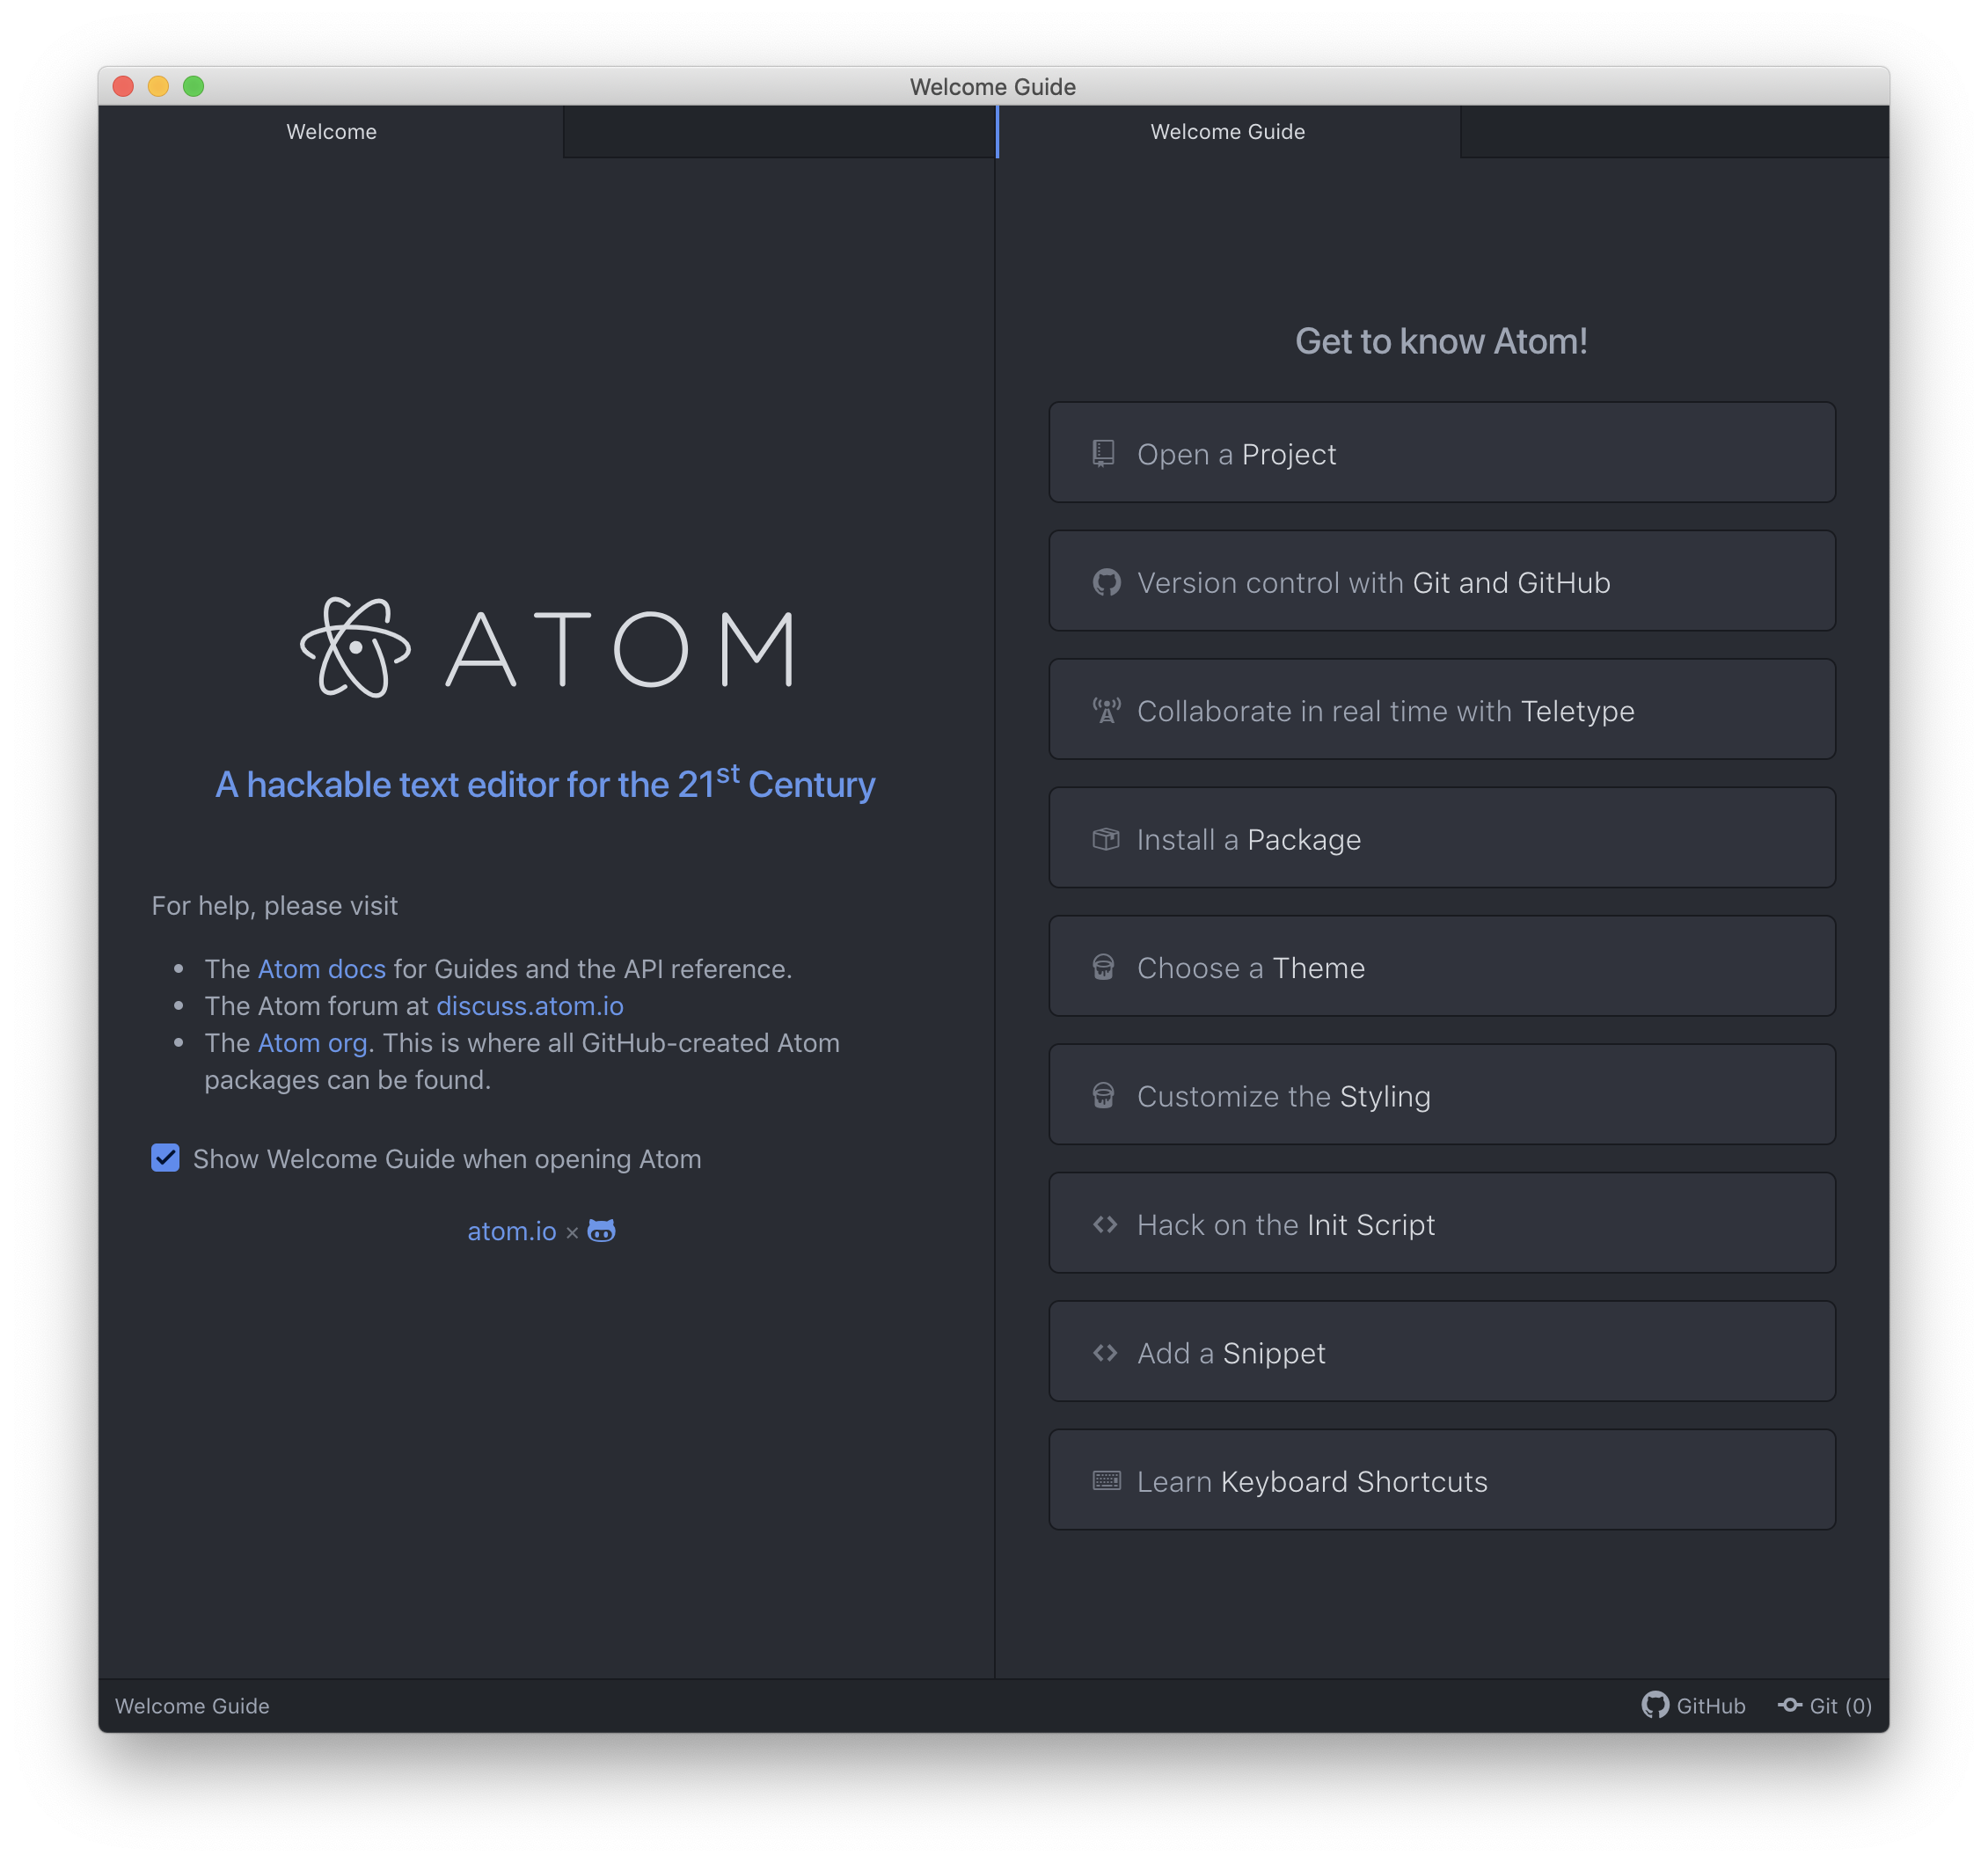 Welcome Guide
Welcome
Welcome Guide
ATOM
A hackable text editor for the 21st Century
For help, please visit
The Atom docs for Guides and the API reference.
The Atom forum at discuss.atom.io
The Atom org. This is where all GitHub-created Atom
packages can be found.
Show Welcome Guide when opening Atom
atom.io ×
Get to know Atom!
Open a Project
Version control with Git and GitHub
Collaborate in real time with Teletype
Install a Package
Choose a Theme
Customize the Styling
Hack on the Init Script
Add a Snippet
Learn Keyboard Shortcuts
Welcome Guide
GitHub
Git (0)